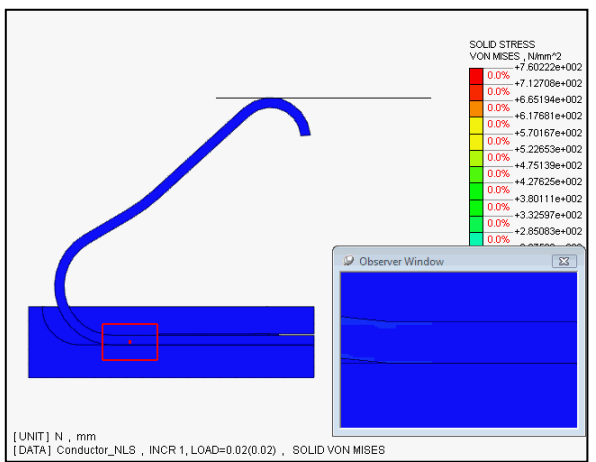 SOLID STRESS
VON MISES , N/mm^2
+7.60222e+002
0.0%
+7.12708e+002
0.0%
+6.65194e+002
0.0%
+6.17681e+002
0.0%
+5.70167e+002
0.0%
+5.22653e+002
0.0%
+4.75139e+002
0.0%
+4.27625e+002
0.0%
+3.80111e+002
0.0%
+3.32597e+002
0.0%
+2.85083e+002
0.0%
Observer Window
[UNIT] N , mm
[DATA] Conductor_NLS , INCR 1, LOAD=0.02(0.02) , SOLID VON MISES